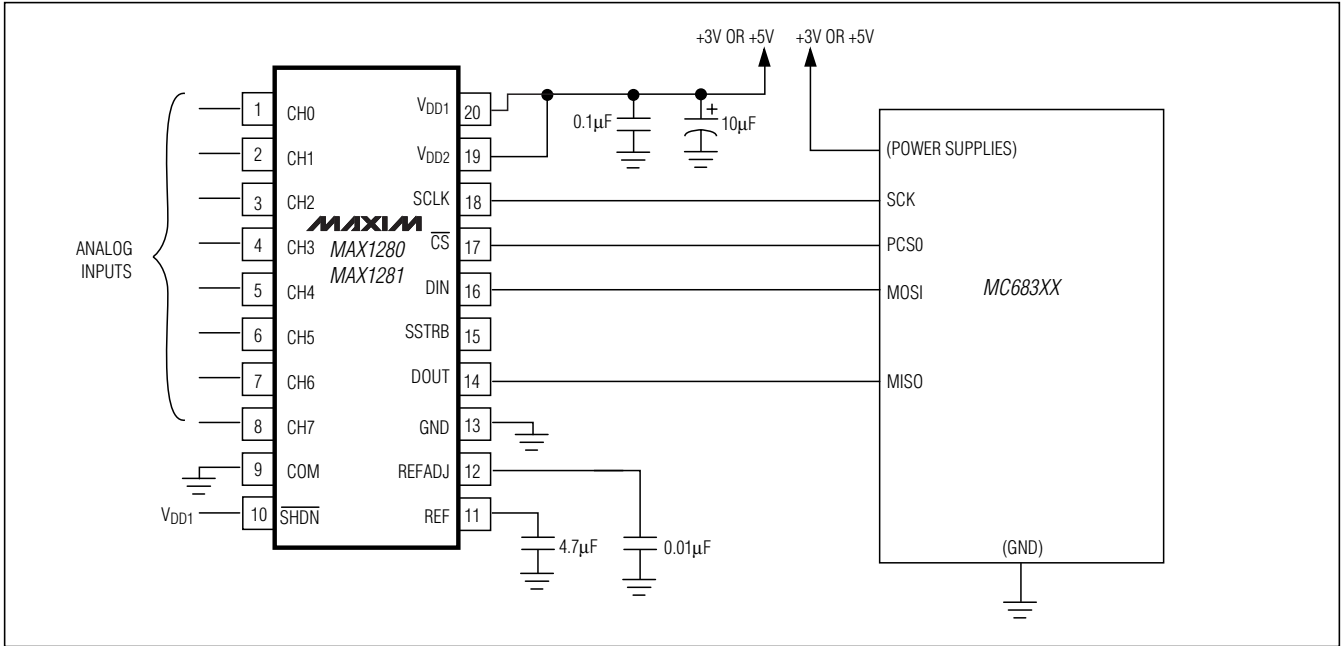 +3V OR +5V
+3V OR +5V
ANALOG
INPUTS
1 CH0
2 CH1
3 CH2
4 CH3
5 CH4
6 CH5
7 CH6
8 CH7
9 COM
VDD1 10 SHDN
MAXIM
MAX1280
MAX1281
VDD1 20
VDD2 19
SCLK 18
CS 17
DIN 16
SSTRB 15
DOUT 14
GND 13
REFADJ 12
REF 11
0.1µF
+
10µF
4.7µF
0.01µF
(POWER SUPPLIES)
SCK
PCS0
MOSI
MC683XX
MISO
(GND)